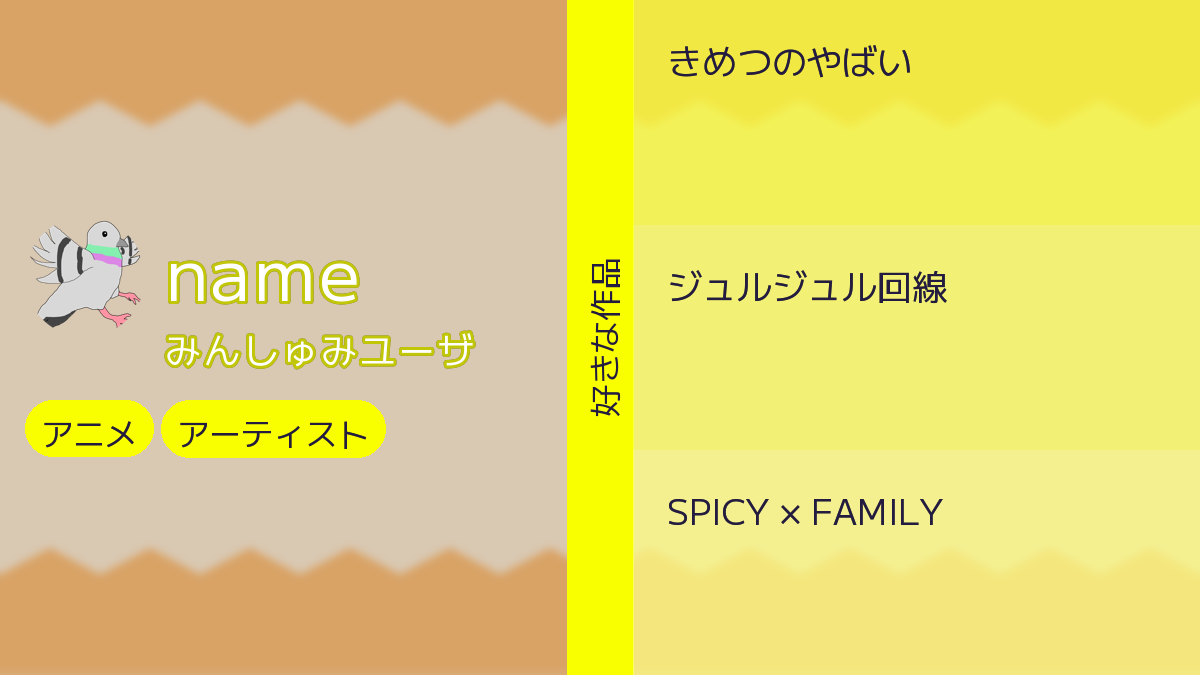 name
みんしゅみユーザ
アニメ
アーティスト
好きな作品
きめつのやばい
ジュルジュル回線
SPICY × FAMILY